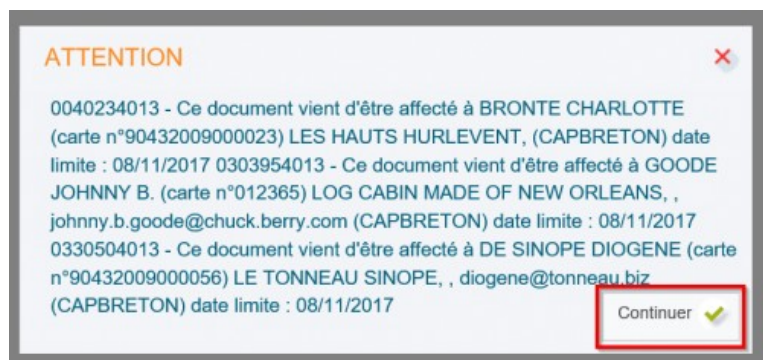 ATTENTION
0040234013 - Ce document vient d'être affecté à BRONTE CHARLOTTE
(carte n°90432009000023) LES HAUTS HURLEVENT, (CAPBRETON) date
limite : 08/11/2017 0303954013 - Ce document vient d'être affecté à GOODE
JOHNNY B. (carte n°012365) LOG CABIN MADE OF NEW ORLEANS, ,
johnny.b.goode@chuck.berry.com (CAPBRETON) date limite : 08/11/2017
0330504013 - Ce document vient d'être affecté à DE SINOPE DIOGENE (carte
n°90432009000056) LE TONNEAU SINOPE, , diogene@tonneau.biz
(CAPBRETON) date limite : 08/11/2017
Continuer